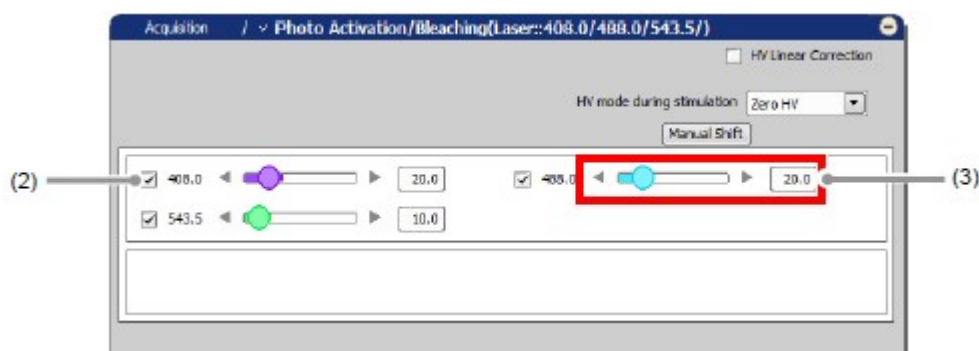 Acquisition / Photo Activation/Bleaching(Laser::408.0/488.0/543.5/)
HV Linear Correction
HV mode during stimulation Zero HV
Manual Shift
(2) 408.0 20.0 488.0 20.0 (3)
543.5 10.0